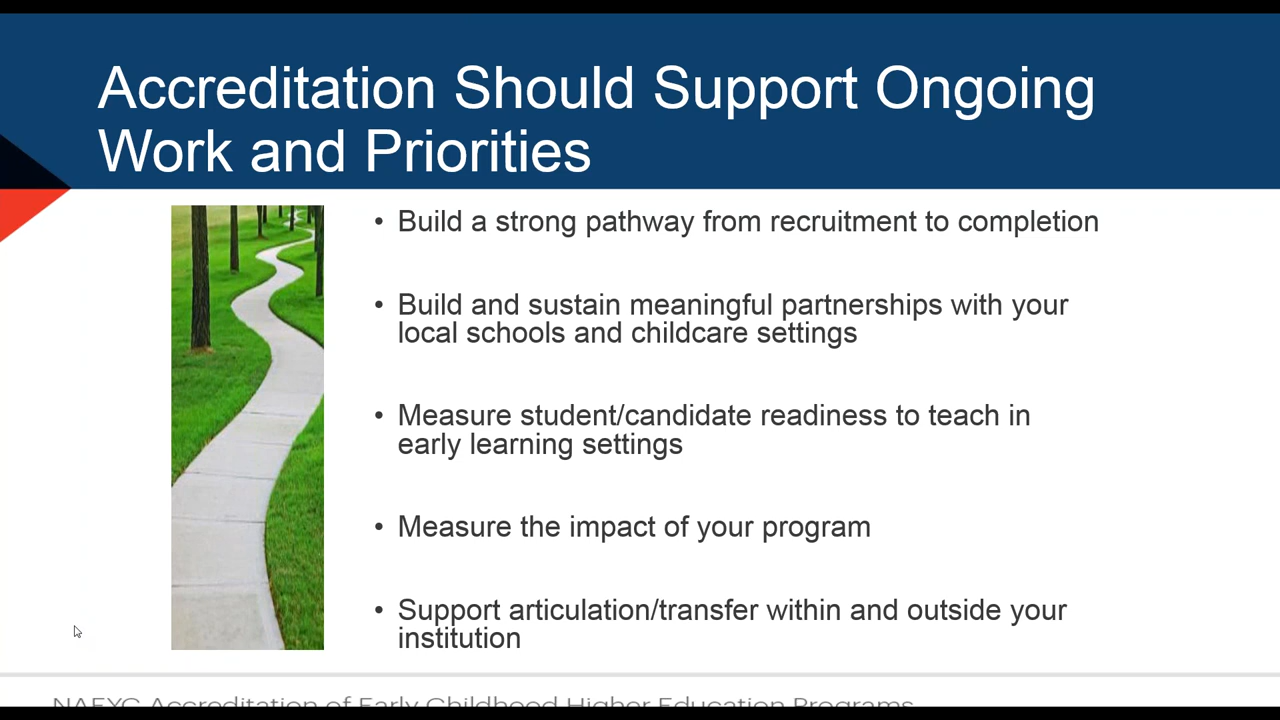 Accreditation Should Support Ongoing
Work and Priorities
• Build a strong pathway from recruitment to completion
• Build and sustain meaningful partnerships with your
local schools and childcare settings
• Measure student/candidate readiness to teach in
early learning settings
• Measure the impact of your program
• Support articulation/transfer within and outside your
institution
NAEYC Accreditation of Early Childhood Higher Education Programs